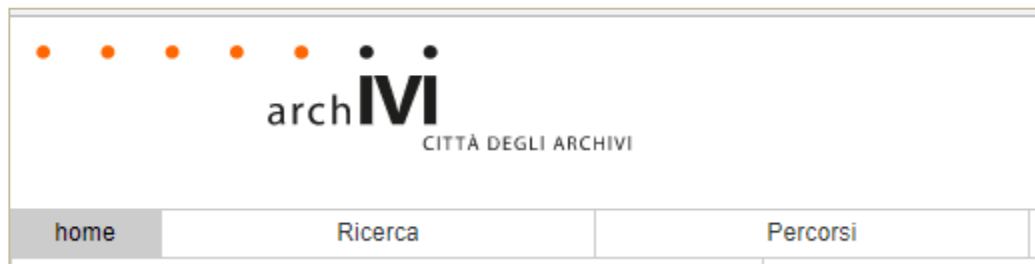 archIVI
CITTÀ DEGLI ARCHIVI
home Ricerca Percorsi